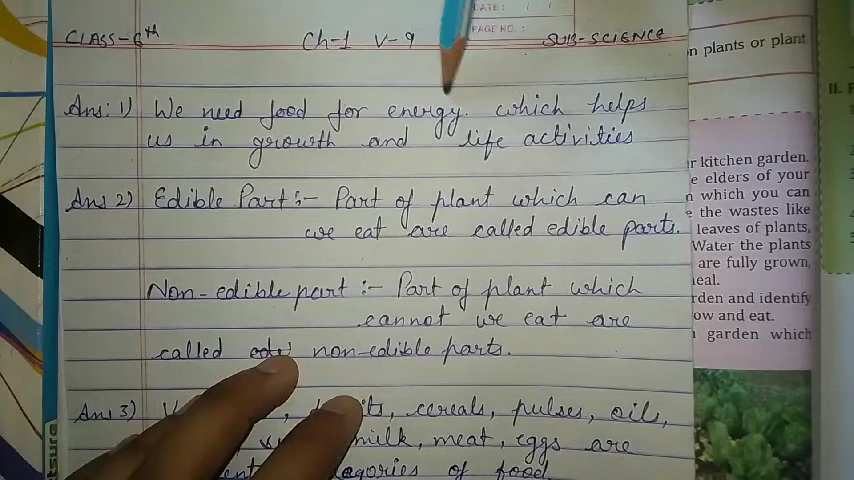 DATE: / /
PAGE NO.:
CLASS-6th Ch-1 V-9 SUB-SCIENCE
Ans: 1) We need food for energy. which helps
us in growth and life activities
Ans 2) Edible Part:- Part of plant which can
we eat are called edible parts.
Non-edible part:- Part of plant which
cannot we eat are
called non-edible parts.
Ans 3) , cereals, pulses, oil,
milk, meat, eggs are
of food
n plants or plant
II. F
r kitchen garden.
e elders of your
n which you can
e the wastes like
leaves of plants,
Water the plants
are fully grown,
neal.
rden and identify
ow and eat.
garden which